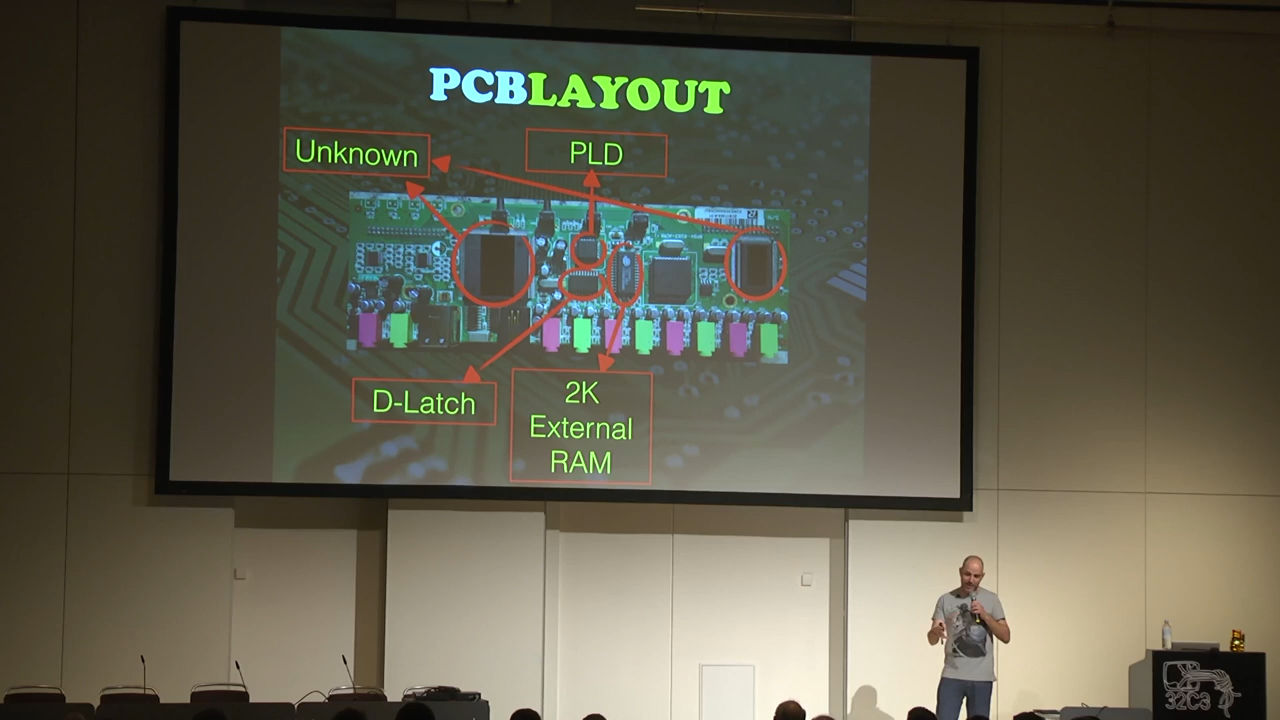 PCBLAYOUT
Unknown
PLD
D-Latch
2K
External
RAM
32C3